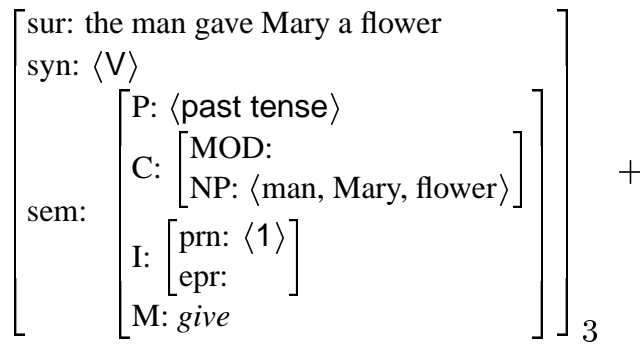 sur: the man gave Mary a flower
syn: ⟨V⟩
P: ⟨past tense⟩
C: MOD:
NP: ⟨man, Mary, flower⟩
+
sem:
I: prn: ⟨1⟩
epr:
M: give
3